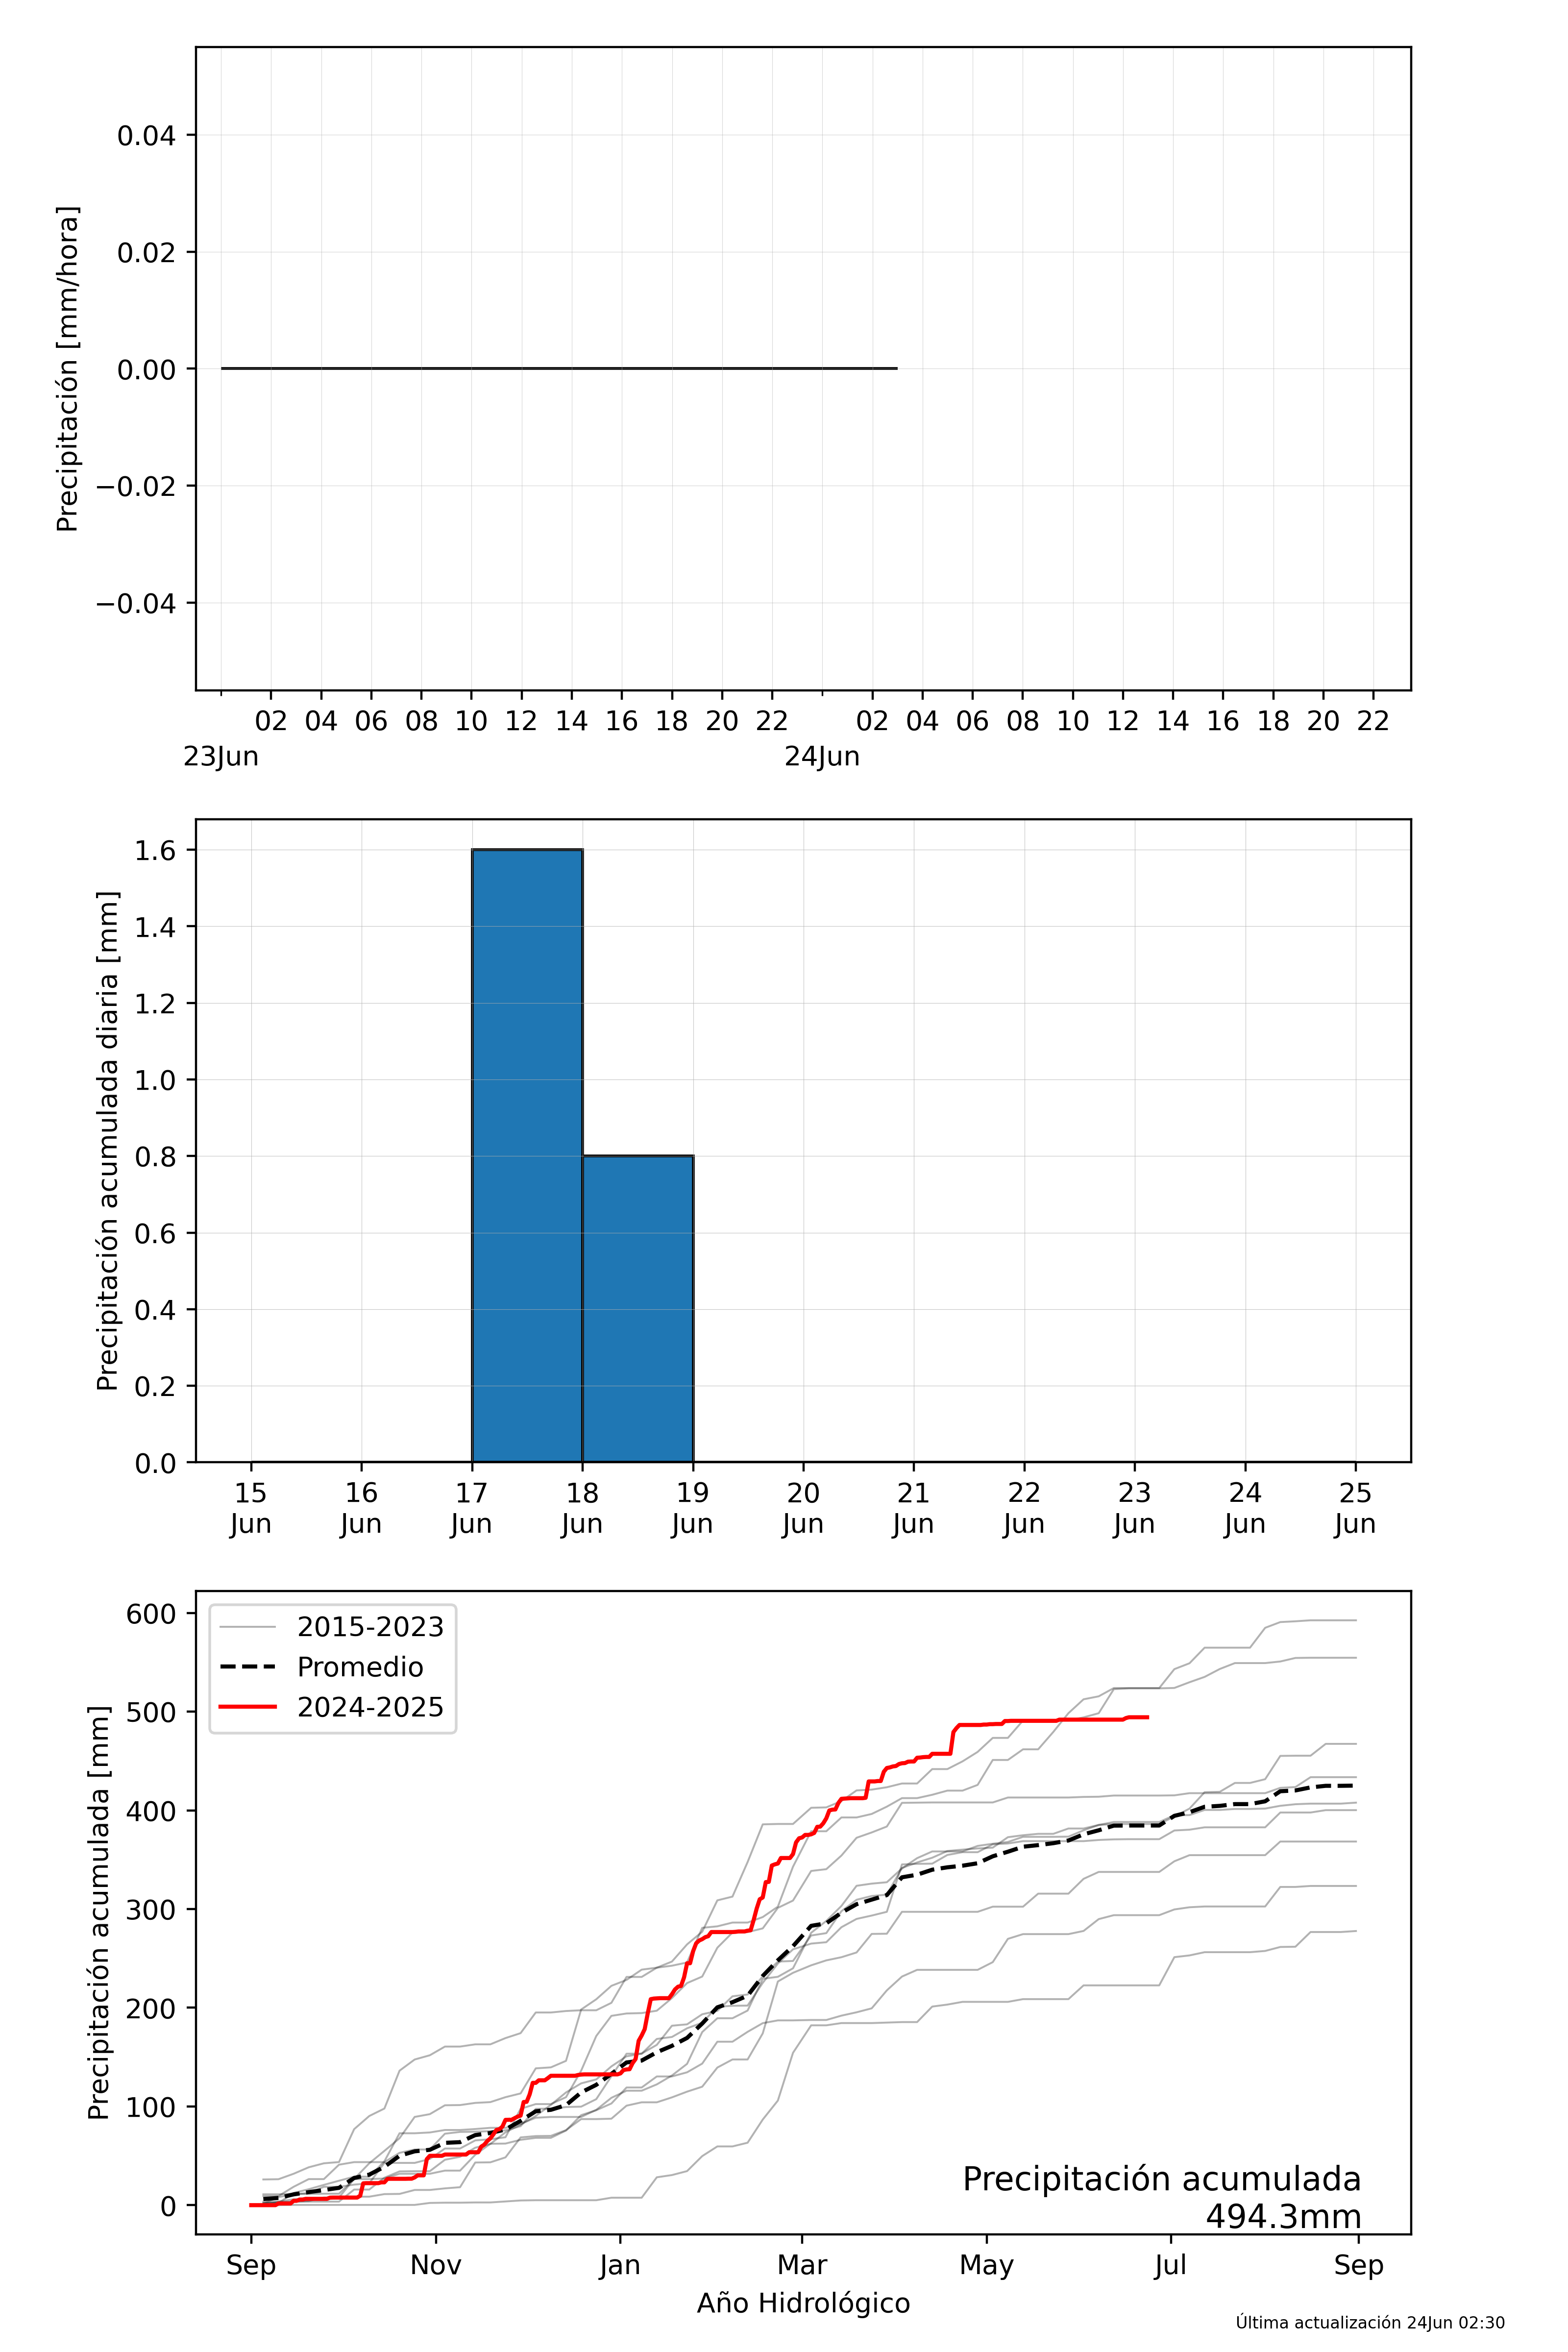 Precipitación [mm/hora]
0.04
0.02
0.00
−0.02
−0.04
02 04 06 08 10 12 14 16 18 20 22 02 04 06 08 10 12 14 16 18 20 22
23Jun 24Jun
Precipitación acumulada diaria [mm]
1.6
1.4
1.2
1.0
0.8
0.6
0.4
0.2
0.0
15 16 17 18 19 20 21 22 23 24 25
Jun Jun Jun Jun Jun Jun Jun Jun Jun Jun Jun
Precipitación acumulada [mm]
600
500
400
300
200
100
0
2015-2023
Promedio
2024-2025
Precipitación acumulada
494.3mm
Sep Nov Jan Mar May Jul Sep
Año Hidrológico
Última actualización 24Jun 02:30